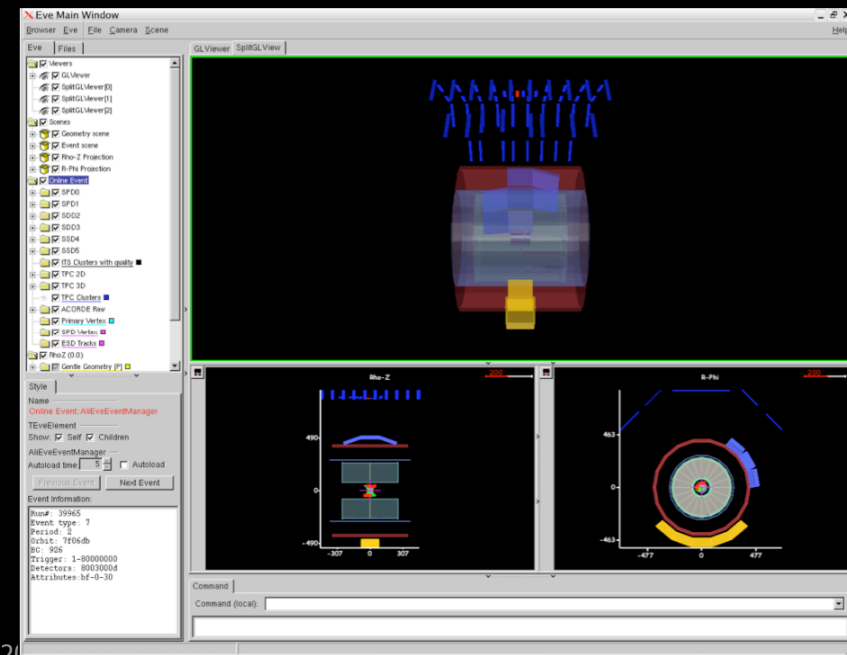 Eve Main Window
Browser Eve File Camera Scene Help
Eve Files GLViewer SplitGLView
Viewers
GLViewer
SplitGLViewer[0]
SplitGLViewer[1]
SplitGLViewer[2]
Scenes
Geometry scene
Event scene
Rho-Z Projection
R-Phi Projection
Online Event
SPD0
SPD1
SDD2
SDD3
SSD4
SSD5
ITS Clusters with quality
TPC 2D
TPC 3D
TPC Clusters
ACORDE Raw
Primary Vertex
SPD Vertex
ESD Tracks
RhoZ (0.0)
Gentle Geometry [P]
Style
Name
Online Event: AliEveEventManager
TEveElement
Show: Self Children
AliEveEventManager
Autoload time: 5 Autoload
Previous Event Next Event
Event Information:
Run#: 39965
Event type: 7
Period: 2
Orbit: 7f06db
BC: 926
Trigger: 1-80000000
Detectors: 8003000d
Attributes:bf-0-30
Rho-Z
200
490
0
-490
-307 0 307
R-Phi
200
463
0
-463
-477 0 477
Command
Command (local):